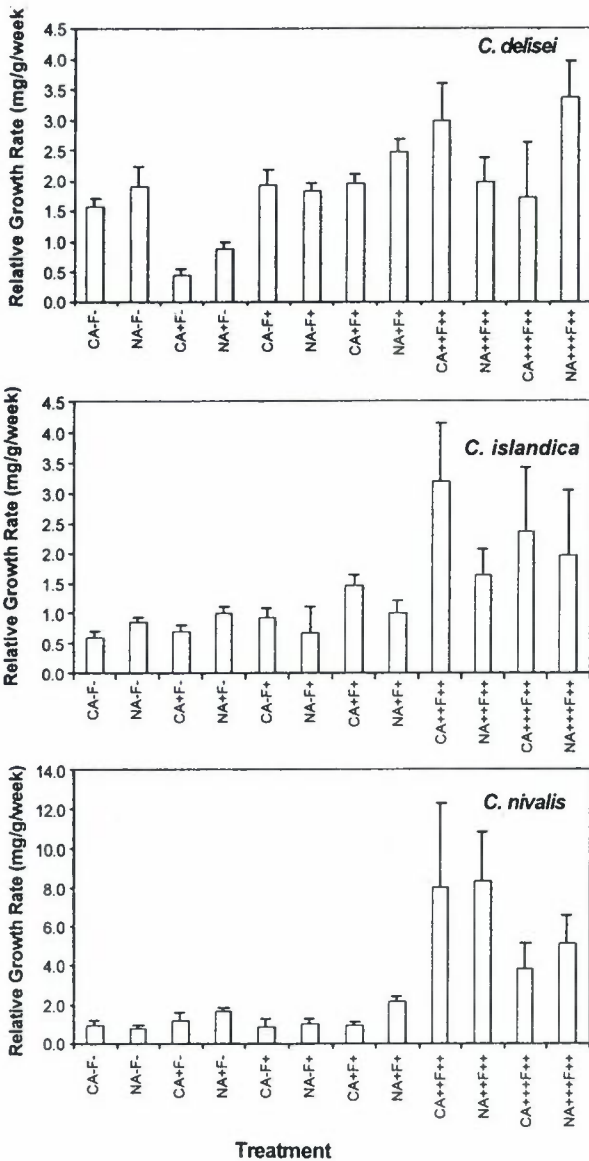 Relative Growth Rate (mg/g/week)
C. delisei
4.5
4.0
3.5
3.0
2.5
2.0
1.5
1.0
0.5
0.0
CA-F-
NA-F-
CA+F-
NA+F-
CA-F+
NA-F+
CA+F+
NA+F+
CA++F++
NA++F++
CA+++F++
NA+++F++
Relative Growth Rate (mg/g/week)
C. islandica
4.5
4.0
3.5
3.0
2.5
2.0
1.5
1.0
0.5
0.0
CA-F-
NA-F-
CA+F-
NA+F-
CA-F+
NA-F+
CA+F+
NA+F+
CA++F++
NA++F++
CA+++F++
NA+++F++
Relative Growth Rate (mg/g/week)
C. nivalis
14.0
12.0
10.0
8.0
6.0
4.0
2.0
0.0
CA-F-
NA-F-
CA+F-
NA+F-
CA-F+
NA-F+
CA+F+
NA+F+
CA++F++
NA++F++
CA+++F++
NA+++F++
Treatment